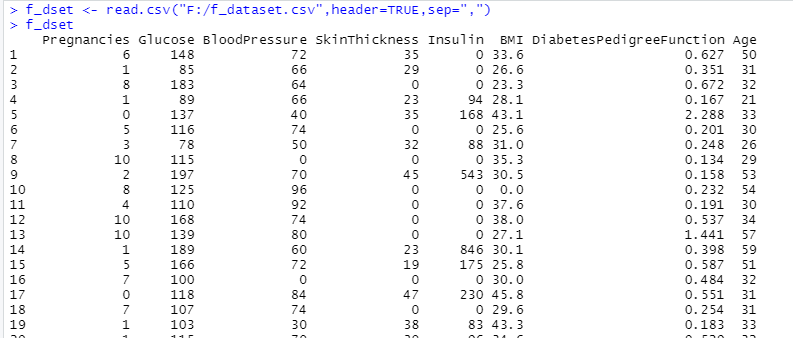 > f_dset <- read.csv("F:/f_dataset.csv",header=TRUE,sep=",")
> f_dset
Pregnancies Glucose BloodPressure SkinThickness Insulin BMI DiabetesPedigreeFunction Age
1 6 148 72 35 0 33.6 0.627 50
2 1 85 66 29 0 26.6 0.351 31
3 8 183 64 0 0 23.3 0.672 32
4 1 89 66 23 94 28.1 0.167 21
5 0 137 40 35 168 43.1 2.288 33
6 5 116 74 0 0 25.6 0.201 30
7 3 78 50 32 88 31.0 0.248 26
8 10 115 0 0 0 35.3 0.134 29
9 2 197 70 45 543 30.5 0.158 53
10 8 125 96 0 0 0.0 0.232 54
11 4 110 92 0 0 37.6 0.191 30
12 10 168 74 0 0 38.0 0.537 34
13 10 139 80 0 0 27.1 1.441 57
14 1 189 60 23 846 30.1 0.398 59
15 5 166 72 19 175 25.8 0.587 51
16 7 100 0 0 0 30.0 0.484 32
17 0 118 84 47 230 45.8 0.551 31
18 7 107 74 0 0 29.6 0.254 31
19 1 103 30 38 83 43.3 0.183 33